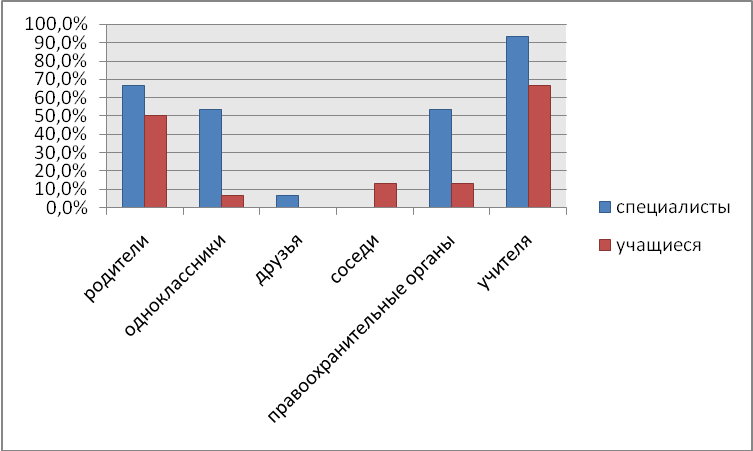 100,0%
90,0%
80,0%
70,0%
60,0%
50,0%
40,0%
30,0%
20,0%
10,0%
0,0%
родители
одноклассники
друзья
соседи
правоохранительные органы
учителя
специалисты
учащиеся